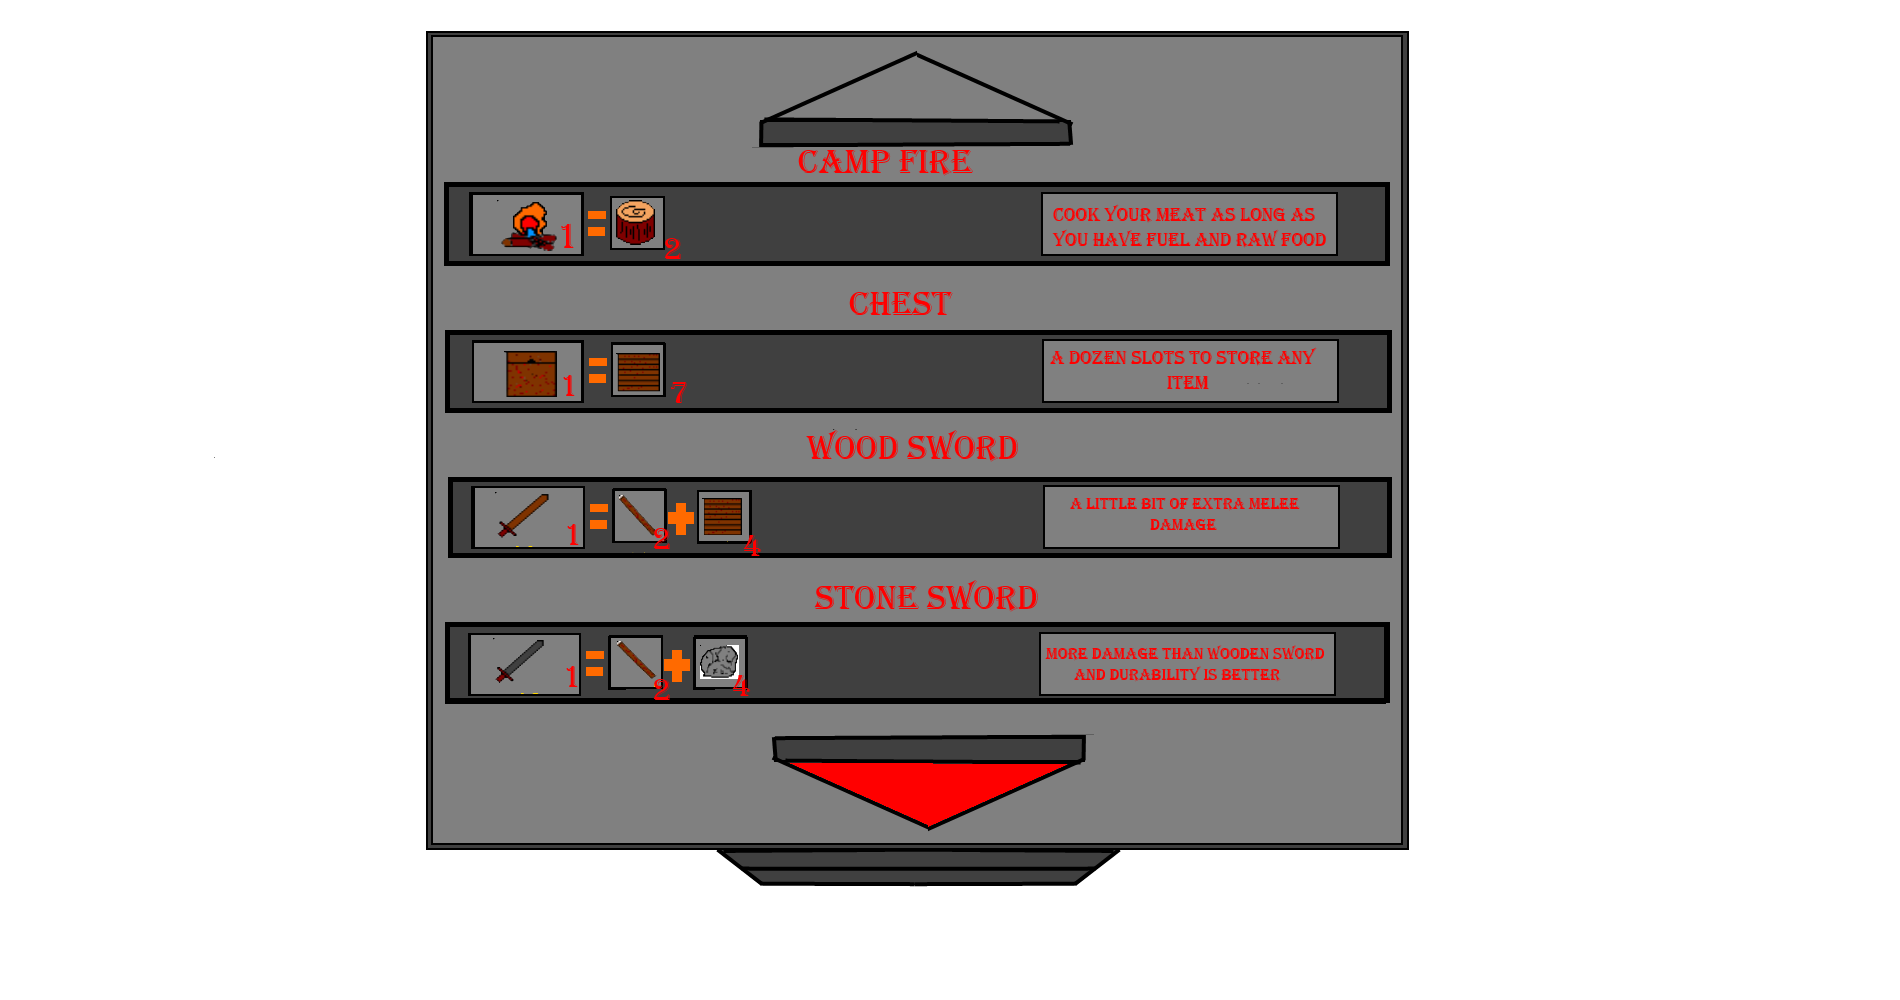 CAMP FIRE
1 = 2
COOK YOUR MEAT AS LONG AS
YOU HAVE FUEL AND RAW FOOD
CHEST
1 = 7
A DOZEN SLOTS TO STORE ANY
ITEM
WOOD SWORD
1 = 2 + 4
A LITTLE BIT OF EXTRA MELEE
DAMAGE
STONE SWORD
1 = 2 + 4
MORE DAMAGE THAN WOODEN SWORD
AND DURABILITY IS BETTER